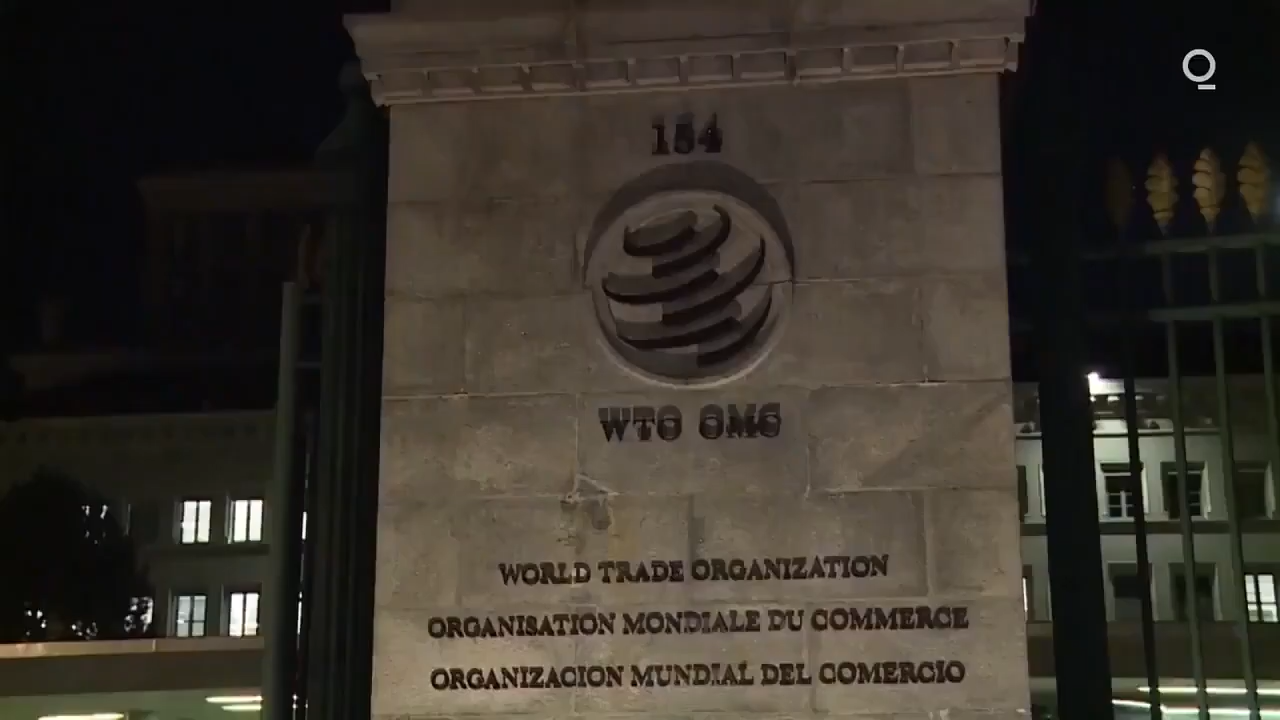 154
WTO OMC
WORLD TRADE ORGANIZATION
ORGANISATION MONDIALE DU COMMERCE
ORGANIZACION MUNDIAL DEL COMERCIO